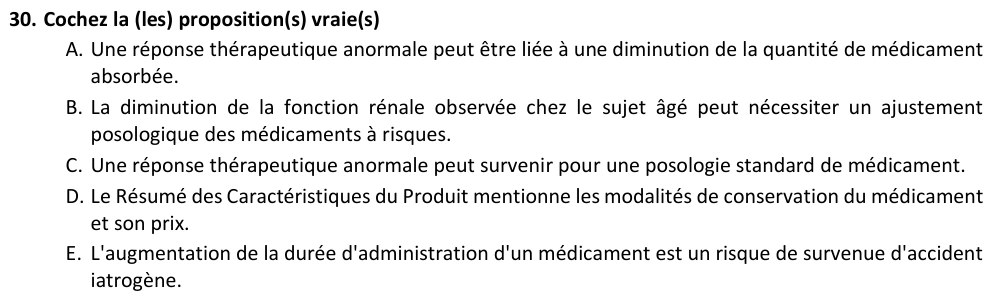 30. Cochez la (les) proposition(s) vraie(s)
A. Une réponse thérapeutique anormale peut être liée à une diminution de la quantité de médicament
absorbée.
B. La diminution de la fonction rénale observée chez le sujet âgé peut nécessiter un ajustement
posologique des médicaments à risques.
C. Une réponse thérapeutique anormale peut survenir pour une posologie standard de médicament.
D. Le Résumé des Caractéristiques du Produit mentionne les modalités de conservation du médicament
et son prix.
E. L'augmentation de la durée d'administration d'un médicament est un risque de survenue d'accident
iatrogène.